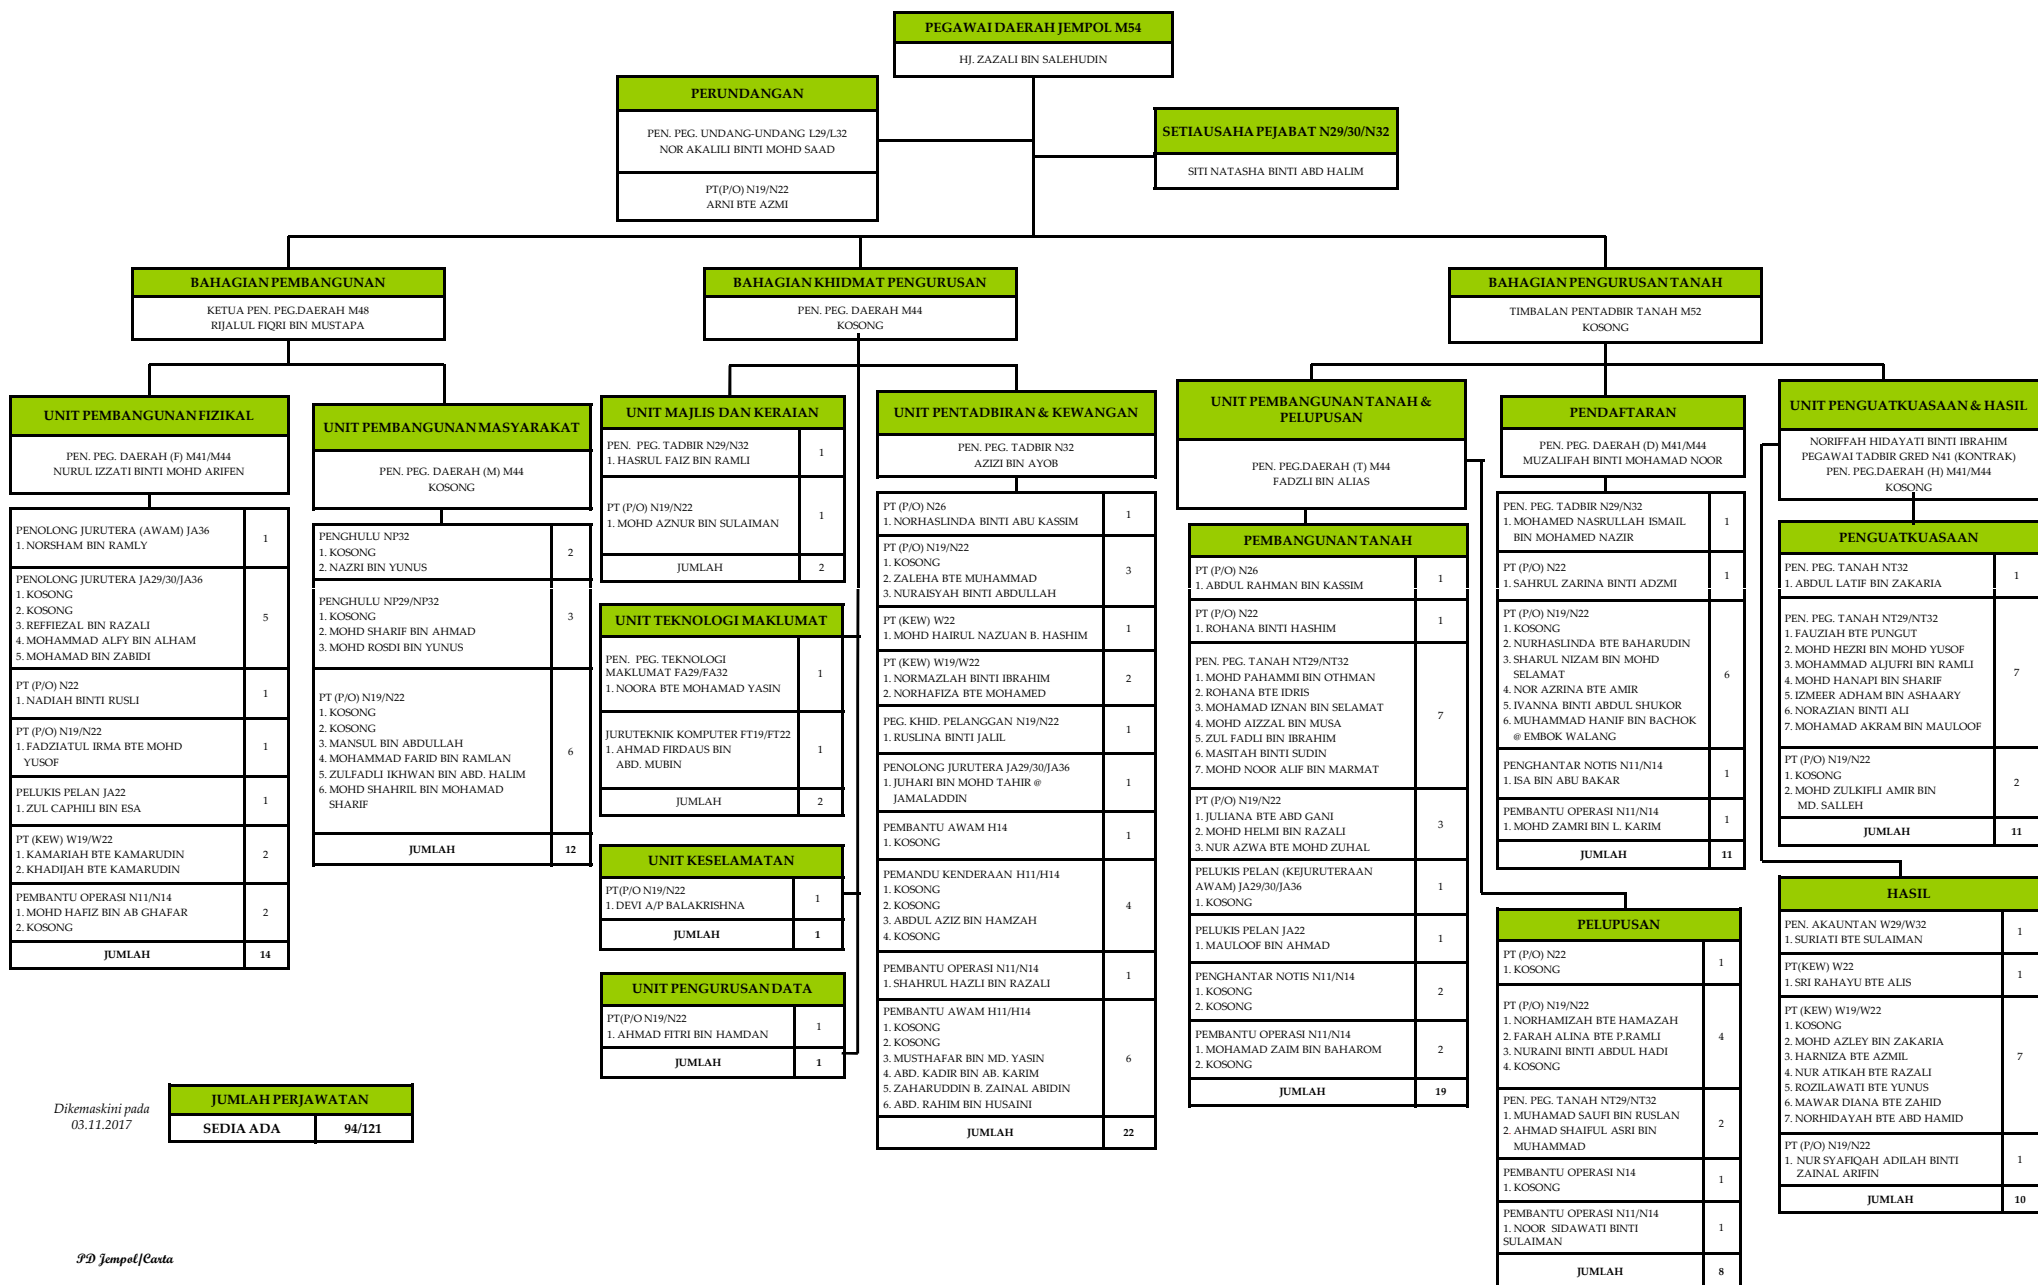 PEGAWAI DAERAH JEMPOL M54
HJ. ZAZALI BIN SALEHUDIN
PERUNDANGAN
PEN. PEG. UNDANG-UNDANG L29/L32
NOR AKALILI BINTI MOHD SAAD
PT(P/O) N19/N22
ARNI BTE AZMI
SETIAUSAHA PEJABAT N29/30/N32
SITI NATASHA BINTI ABD HALIM
BAHAGIAN PEMBANGUNAN
KETUA PEN. PEG.DAERAH M48
RIJALUL FIQRI BIN MUSTAPA
BAHAGIAN KHIDMAT PENGURUSAN
PEN. PEG. DAERAH M44
KOSONG
BAHAGIAN PENGURUSAN TANAH
TIMBALAN PENTADBIR TANAH M52
KOSONG
UNIT PEMBANGUNAN FIZIKAL
PEN. PEG. DAERAH (F) M41/M44
NURUL IZZATI BINTI MOHD ARIFEN
PENOLONG JURUTERA (AWAM) JA36
1. NORSHAM BIN RAMLY
1
PENOLONG JURUTERA JA29/30/JA36
1. KOSONG
2. KOSONG
3. REFFIEZAL BIN RAZALI
4. MOHAMMAD ALFY BIN ALHAM
5. MOHAMAD BIN ZABIDI
5
PT (P/O) N22
1. NADIAH BINTI RUSLI
1
PT (P/O) N19/N22
1. FADZIATUL IRMA BTE MOHD
YUSOF
1
PELUKIS PELAN JA22
1. ZUL CAPHILI BIN ESA
1
PT (KEW) W19/W22
1. KAMARIAH BTE KAMARUDIN
2. KHADIJAH BTE KAMARUDIN
2
PEMBANTU OPERASI N11/N14
1. MOHD HAFIZ BIN AB GHAFAR
2. KOSONG
2
JUMLAH 14
UNIT PEMBANGUNAN MASYARAKAT
PEN. PEG. DAERAH (M) M44
KOSONG
PENGHULU NP32
1. KOSONG
2. NAZRI BIN YUNUS
2
PENGHULU NP29/NP32
1. KOSONG
2. MOHD SHARIF BIN AHMAD
3. MOHD ROSDI BIN YUNUS
3
PT (P/O) N19/N22
1. KOSONG
2. KOSONG
3. MANSUL BIN ABDULLAH
4. MOHAMMAD FARID BIN RAMLAN
5. ZULFADLI IKHWAN BIN ABD. HALIM
6. MOHD SHAHRIL BIN MOHAMAD
SHARIF
6
JUMLAH 12
UNIT MAJLIS DAN KERAIAN
PEN. PEG. TADBIR N29/N32
1. HASRUL FAIZ BIN RAMLI
1
PT (P/O) N19/N22
1. MOHD AZNUR BIN SULAIMAN
1
JUMLAH 2
UNIT TEKNOLOGI MAKLUMAT
PEN. PEG. TEKNOLOGI
MAKLUMAT FA29/FA32
1. NOORA BTE MOHAMAD YASIN
1
JURUTEKNIK KOMPUTER FT19/FT22
1. AHMAD FIRDAUS BIN
ABD. MUBIN
1
JUMLAH 2
UNIT KESELAMATAN
PT(P/O N19/N22
1. DEVI A/P BALAKRISHNA
1
JUMLAH 1
UNIT PENGURUSAN DATA
PT(P/O N19/N22
1. AHMAD FITRI BIN HAMDAN
1
JUMLAH 1
UNIT PENTADBIRAN & KEWANGAN
PEN. PEG. TADBIR N32
AZIZI BIN AYOB
PT (P/O) N26
1. NORHASLINDA BINTI ABU KASSIM
1
PT (P/O) N19/N22
1. KOSONG
2. ZALEHA BTE MUHAMMAD
3. NURAISYAH BINTI ABDULLAH
3
PT (KEW) W22
1. MOHD HAIRUL NAZUAN B. HASHIM
1
PT (KEW) W19/W22
1. NORMAZLAH BINTI IBRAHIM
2. NORHAFIZA BTE MOHAMED
2
PEG. KHID. PELANGGAN N19/N22
1. RUSLINA BINTI JALIL
1
PENOLONG JURUTERA JA29/30/JA36
1. JUHARI BIN MOHD TAHIR @
JAMALADDIN
1
PEMBANTU AWAM H14
1. KOSONG
1
PEMANDU KENDERAAN H11/H14
1. KOSONG
2. KOSONG
3. ABDUL AZIZ BIN HAMZAH
4. KOSONG
4
PEMBANTU OPERASI N11/N14
1. SHAHRUL HAZLI BIN RAZALI
1
PEMBANTU AWAM H11/H14
1. KOSONG
2. KOSONG
3. MUSTHAFAR BIN MD. YASIN
4. ABD. KADIR BIN AB. KARIM
5. ZAHARUDDIN B. ZAINAL ABIDIN
6. ABD. RAHIM BIN HUSAINI
6
JUMLAH 22
UNIT PEMBANGUNAN TANAH &
PELUPUSAN
PEN. PEG.DAERAH (T) M44
FADZLI BIN ALIAS
PEMBANGUNAN TANAH
PT (P/O) N26
1. ABDUL RAHMAN BIN KASSIM
1
PT (P/O) N22
1. ROHANA BINTI HASHIM
1
PEN. PEG. TANAH NT29/NT32
1. MOHD PAHAMMI BIN OTHMAN
2. ROHANA BTE IDRIS
3. MOHAMAD IZNAN BIN SELAMAT
4. MOHD AIZZAL BIN MUSA
5. ZUL FADLI BIN IBRAHIM
6. MASITAH BINTI SUDIN
7. MOHD NOOR ALIF BIN MARMAT
7
PT (P/O) N19/N22
1. JULIANA BTE ABD GANI
2. MOHD HELMI BIN RAZALI
3. NUR AZWA BTE MOHD ZUHAL
3
PELUKIS PELAN (KEJURUTERAAN
AWAM) JA29/30/JA36
1. KOSONG
1
PELUKIS PELAN JA22
1. MAULOOF BIN AHMAD
1
PENGHANTAR NOTIS N11/N14
1. KOSONG
2. KOSONG
2
PEMBANTU OPERASI N11/N14
1. MOHAMAD ZAIM BIN BAHAROM
2. KOSONG
2
JUMLAH 19
PENDAFTARAN
PEN. PEG. DAERAH (D) M41/M44
MUZALIFAH BINTI MOHAMAD NOOR
PEN. PEG. TADBIR N29/N32
1. MOHAMED NASRULLAH ISMAIL
BIN MOHAMED NAZIR
1
PT (P/O) N22
1. SAHRUL ZARINA BINTI ADZMI
1
PT (P/O) N19/N22
1. KOSONG
2. NURHASLINDA BTE BAHARUDIN
3. SHARUL NIZAM BIN MOHD
SELAMAT
4. NOR AZRINA BTE AMIR
5. IVANNA BINTI ABDUL SHUKOR
6. MUHAMMAD HANIF BIN BACHOK
@ EMBOK WALANG
6
PENGHANTAR NOTIS N11/N14
1. ISA BIN ABU BAKAR
1
PEMBANTU OPERASI N11/N14
1. MOHD ZAMRI BIN L. KARIM
1
JUMLAH 11
PELUPUSAN
PT (P/O) N22
1. KOSONG
1
PT (P/O) N19/N22
1. NORHAMIZAH BTE HAMAZAH
2. FARAH ALINA BTE P.RAMLI
3. NURAINI BINTI ABDUL HADI
4. KOSONG
4
PEN. PEG. TANAH NT29/NT32
1. MUHAMAD SAUFI BIN RUSLAN
2. AHMAD SHAIFUL ASRI BIN
MUHAMMAD
2
PEMBANTU OPERASI N14
1. KOSONG
1
PEMBANTU OPERASI N11/N14
1. NOOR SIDAWATI BINTI
SULAIMAN
1
JUMLAH 8
UNIT PENGUATKUASAAN & HASIL
NORIFFAH HIDAYATI BINTI IBRAHIM
PEGAWAI TADBIR GRED N41 (KONTRAK)
PEN. PEG.DAERAH (H) M41/M44
KOSONG
PENGUATKUASAAN
PEN. PEG. TANAH NT32
1. ABDUL LATIF BIN ZAKARIA
1
PEN. PEG. TANAH NT29/NT32
1. FAUZIAH BTE PUNGUT
2. MOHD HEZRI BIN MOHD YUSOF
3. MOHAMMAD ALJUFRI BIN RAMLI
4. MOHD HANAPI BIN SHARIF
5. IZMEER ADHAM BIN ASHAARY
6. NORAZIAN BINTI ALI
7. MOHAMAD AKRAM BIN MAULOOF
7
PT (P/O) N19/N22
1. KOSONG
2. MOHD ZULKIFLI AMIR BIN
MD. SALLEH
2
JUMLAH 11
HASIL
PEN. AKAUNTAN W29/W32
1. SURIATI BTE SULAIMAN
1
PT(KEW) W22
1. SRI RAHAYU BTE ALIS
1
PT (KEW) W19/W22
1. KOSONG
2. MOHD AZLEY BIN ZAKARIA
3. HARNIZA BTE AZMIL
4. NUR ATIKAH BTE RAZALI
5. ROZILAWATI BTE YUNUS
6. MAWAR DIANA BTE ZAHID
7. NORHIDAYAH BTE ABD HAMID
7
PT (P/O) N19/N22
1. NUR SYAFIQAH ADILAH BINTI
ZAINAL ARIFIN
1
JUMLAH 10
Dikemaskini pada
03.11.2017
JUMLAH PERJAWATAN
SEDIA ADA 94/121
PD Jempol/Carta